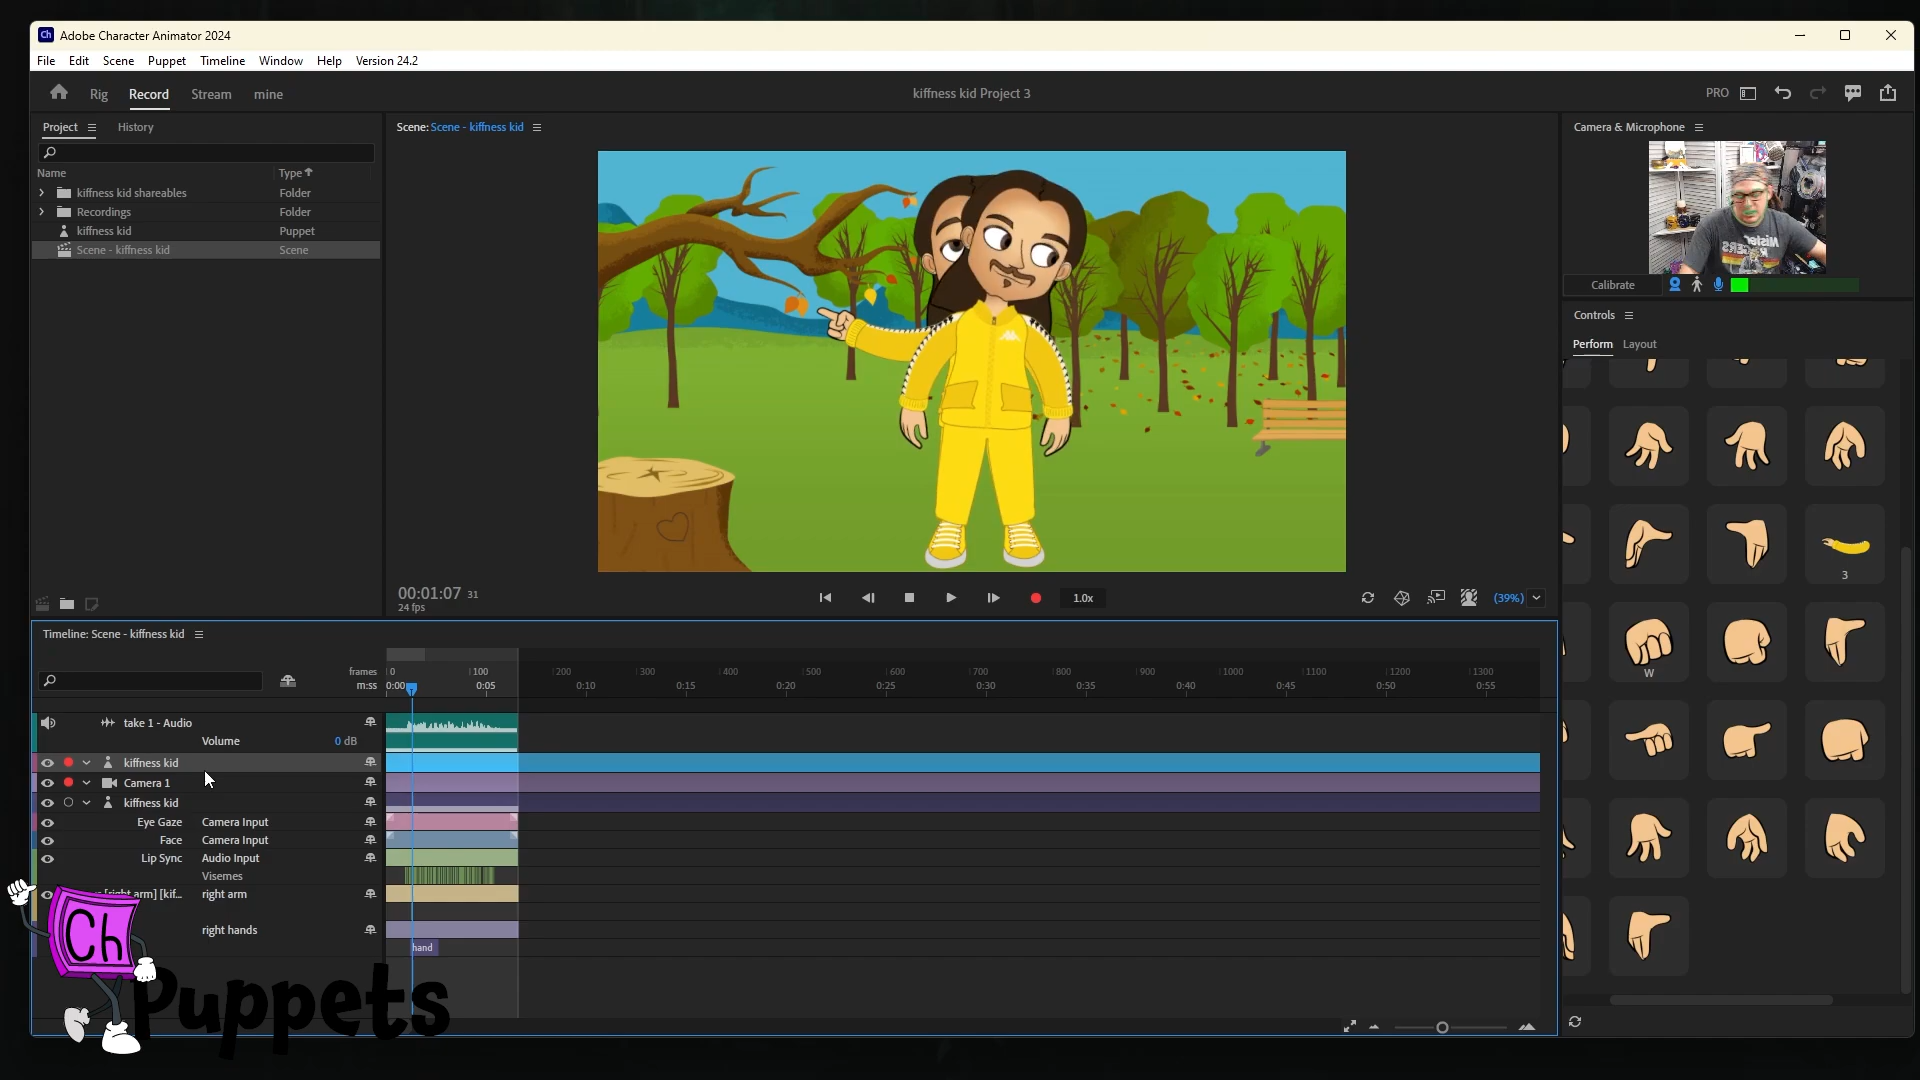 Adobe Character Animator 2024
File Edit Scene Puppet Timeline Window Help Version 24.2
Rig Record Stream mine
kiffness kid Project 3
PRO
Project History
Name Type
kiffness kid shareables Folder
Recordings Folder
kiffness kid Puppet
Scene - kiffness kid Scene
Scene: Scene - kiffness kid
00:01:07 31
24 fps
1.0x
(39%)
Camera & Microphone
Calibrate
Controls
Perform Layout
3
W
Timeline: Scene - kiffness kid
frames 0 100 200 300 400 500 600 700 800 900 1000 1100 1200 1300
m:ss 0:00 0:05 0:10 0:15 0:20 0:25 0:30 0:35 0:40 0:45 0:50 0:55
take 1 - Audio
Volume 0 dB
kiffness kid
Camera 1
kiffness kid
Eye Gaze Camera Input
Face Camera Input
Lip Sync Audio Input
Visemes
[right arm] [kif... right arm
right hands
hand
Ch
Puppets